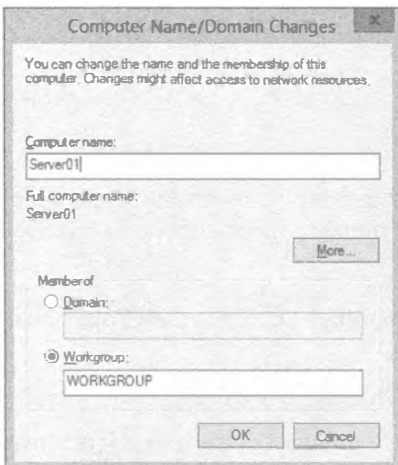 Computer Name/Domain Changes
You can change the name and the membership of this
computer. Changes might affect access to network resources.
Computer name:
Server01
Full computer name:
Server01
More...
Member of
Domain:
Workgroup:
WORKGROUP
OK
Cancel